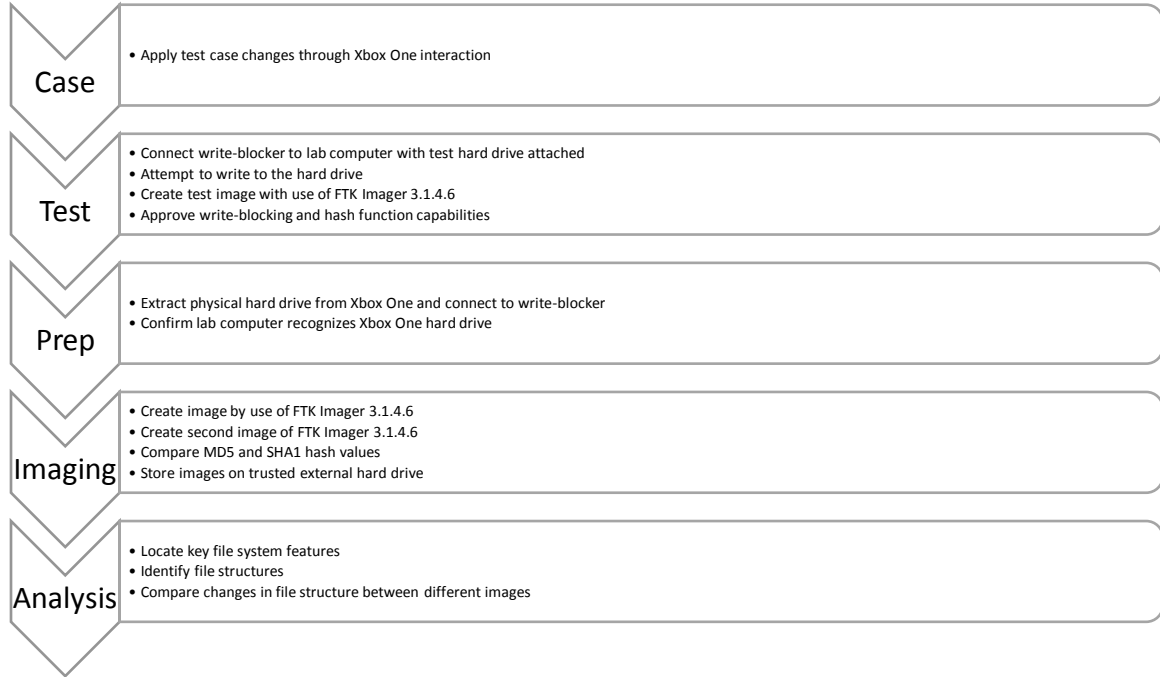 Case
• Apply test case changes through Xbox One interaction
Test
• Connect write-blocker to lab computer with test hard drive attached
• Attempt to write to the hard drive
• Create test image with use of FTK Imager 3.1.4.6
• Approve write-blocking and hash function capabilities
Prep
• Extract physical hard drive from Xbox One and connect to write-blocker
• Confirm lab computer recognizes Xbox One hard drive
Imaging
• Create image by use of FTK Imager 3.1.4.6
• Create second image of FTK Imager 3.1.4.6
• Compare MD5 and SHA1 hash values
• Store images on trusted external hard drive
Analysis
• Locate key file system features
• Identify file structures
• Compare changes in file structure between different images